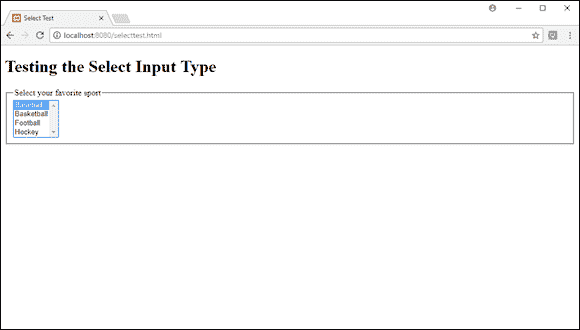 Select Test
localhost:8080/selecttest.html
Testing the Select Input Type
Select your favorite sport
Baseball
Basketball
Football
Hockey